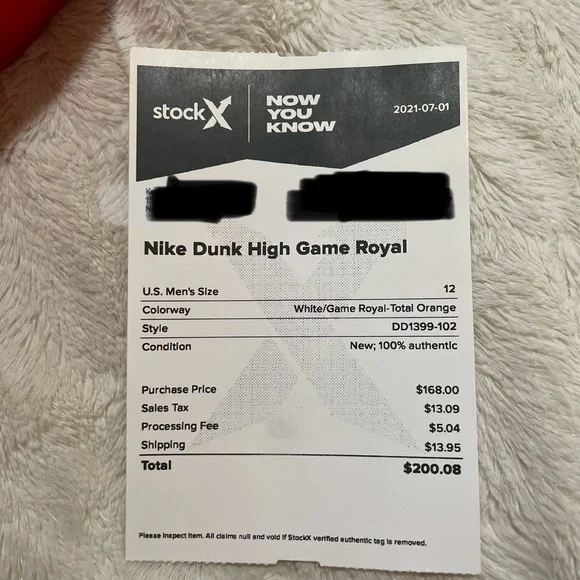 stockX
NOW
YOU
KNOW
2021-07-01
Nike Dunk High Game Royal
U.S. Men's Size 12
Colorway White/Game Royal-Total Orange
Style DD1399-102
Condition New; 100% authentic
Purchase Price $168.00
Sales Tax $13.09
Processing Fee $5.04
Shipping $13.95
Total $200.08
Please inspect item. All claims null and void if StockX verified authentic tag is removed.